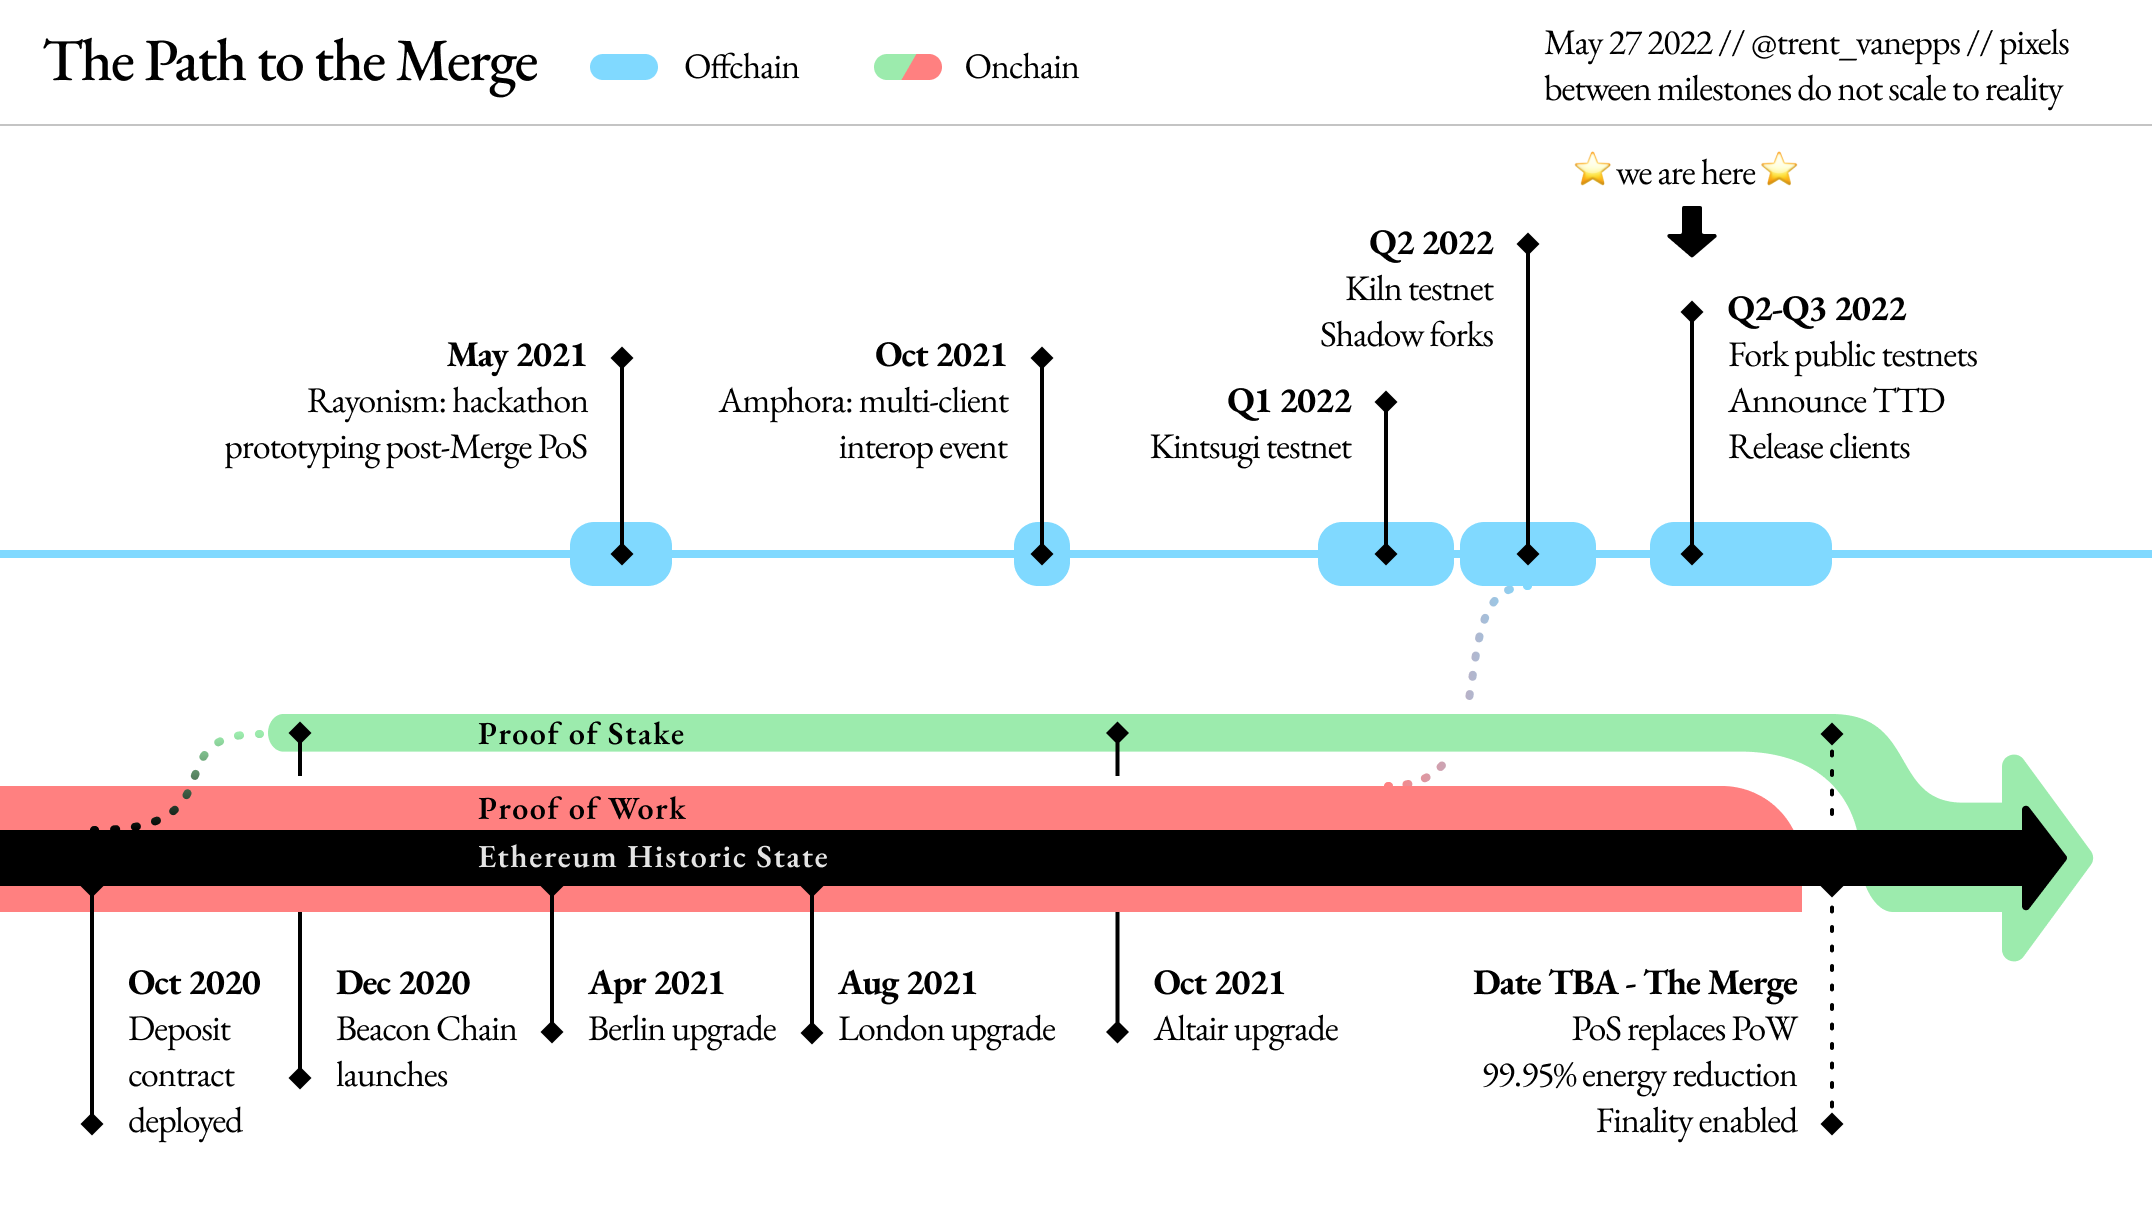 The Path to the Merge
Offchain
Onchain
May 27 2022 // @trent_vanepps // pixels
between milestones do not scale to reality
we are here
May 2021
Rayonism: hackathon
prototyping post-Merge PoS
Oct 2021
Amphora: multi-client
interop event
Q1 2022
Kintsugi testnet
Q2 2022
Kiln testnet
Shadow forks
Q2-Q3 2022
Fork public testnets
Announce TTD
Release clients
Proof of Stake
Proof of Work
Ethereum Historic State
Oct 2020
Deposit
contract
deployed
Dec 2020
Beacon Chain
launches
Apr 2021
Berlin upgrade
Aug 2021
London upgrade
Oct 2021
Altair upgrade
Date TBA - The Merge
PoS replaces PoW
99.95% energy reduction
Finality enabled